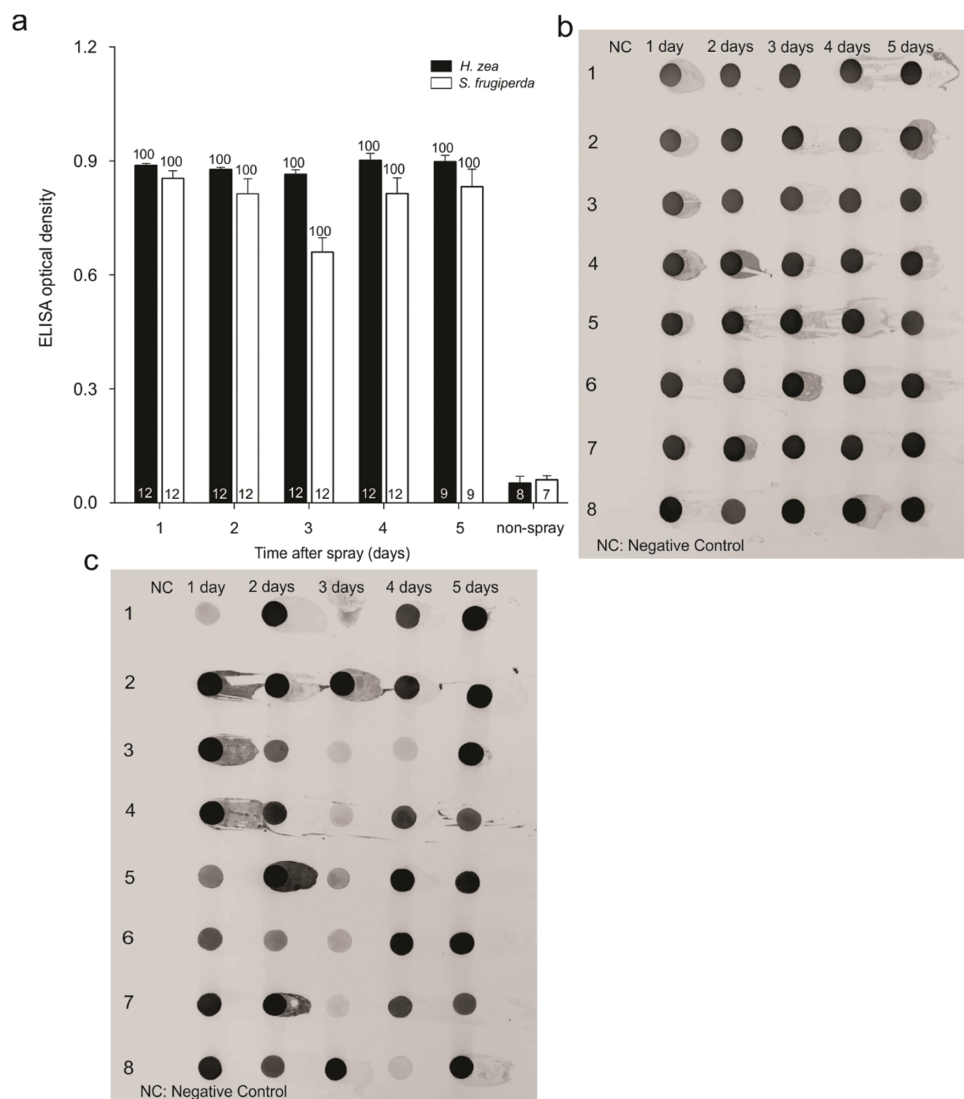 a
1.2
0.9
0.6
0.3
0.0
ELISA optical density
H. zea
S. frugiperda
100 100 100 100 100 100 100 100 100 100
12 12 12 12 12 12 12 12 9 9 8 7
1 2 3 4 5 non-spray
Time after spray (days)
b
NC 1 day 2 days 3 days 4 days 5 days
1
2
3
4
5
6
7
8
NC: Negative Control
c
NC 1 day 2 days 3 days 4 days 5 days
1
2
3
4
5
6
7
8
NC: Negative Control